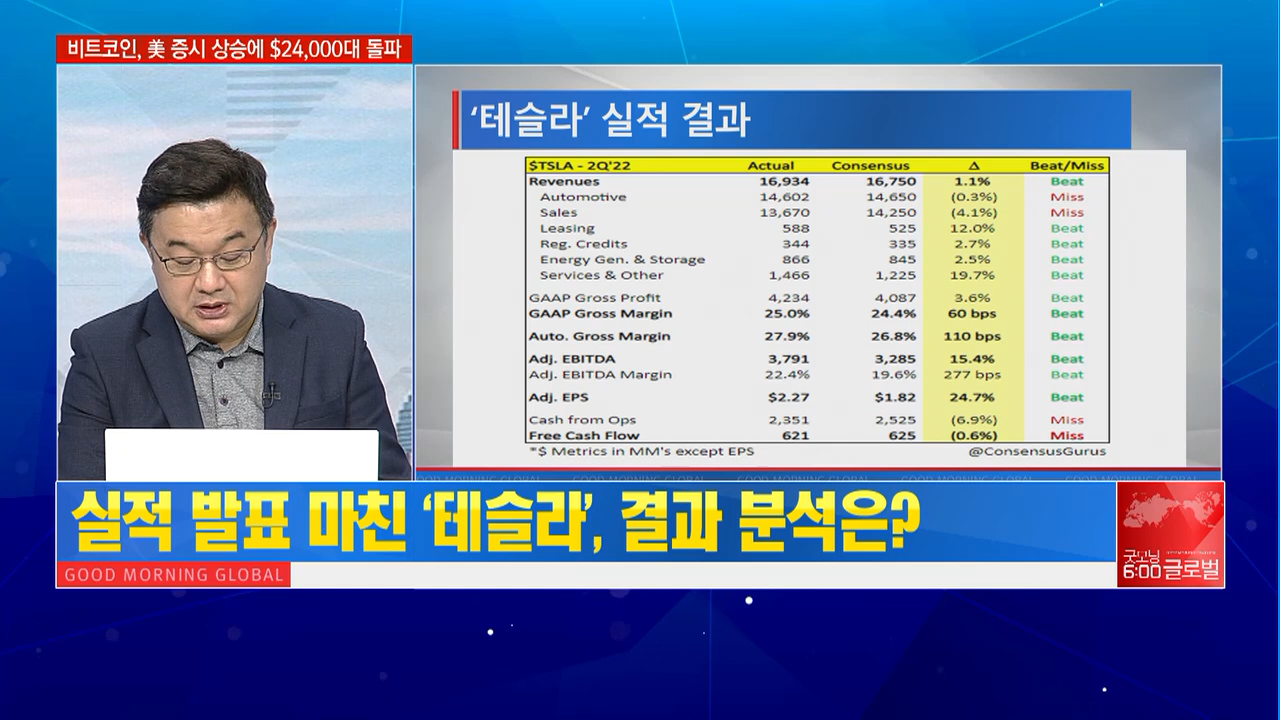 비트코인, 美 증시 상승에 $24,000대 돌파
‘테슬라’ 실적 결과
$TSLA - 2Q'22 Actual Consensus Δ Beat/Miss
Revenues 16,934 16,750 1.1% Beat
Automotive 14,602 14,650 (0.3%) Miss
Sales 13,670 14,250 (4.1%) Miss
Leasing 588 525 12.0% Beat
Reg. Credits 344 335 2.7% Beat
Energy Gen. & Storage 866 845 2.5% Beat
Services & Other 1,466 1,225 19.7% Beat
GAAP Gross Profit 4,234 4,087 3.6% Beat
GAAP Gross Margin 25.0% 24.4% 60 bps Beat
Auto. Gross Margin 27.9% 26.8% 110 bps Beat
Adj. EBITDA 3,791 3,285 15.4% Beat
Adj. EBITDA Margin 22.4% 19.6% 277 bps Beat
Adj. EPS $2.27 $1.82 24.7% Beat
Cash from Ops 2,351 2,525 (6.9%) Miss
Free Cash Flow 621 625 (0.6%) Miss
*$ Metrics in MM's except EPS @ConsensusGurus
실적 발표 마친 ‘테슬라’, 결과 분석은?
GOOD MORNING GLOBAL
굿모닝
6:00 글로벌